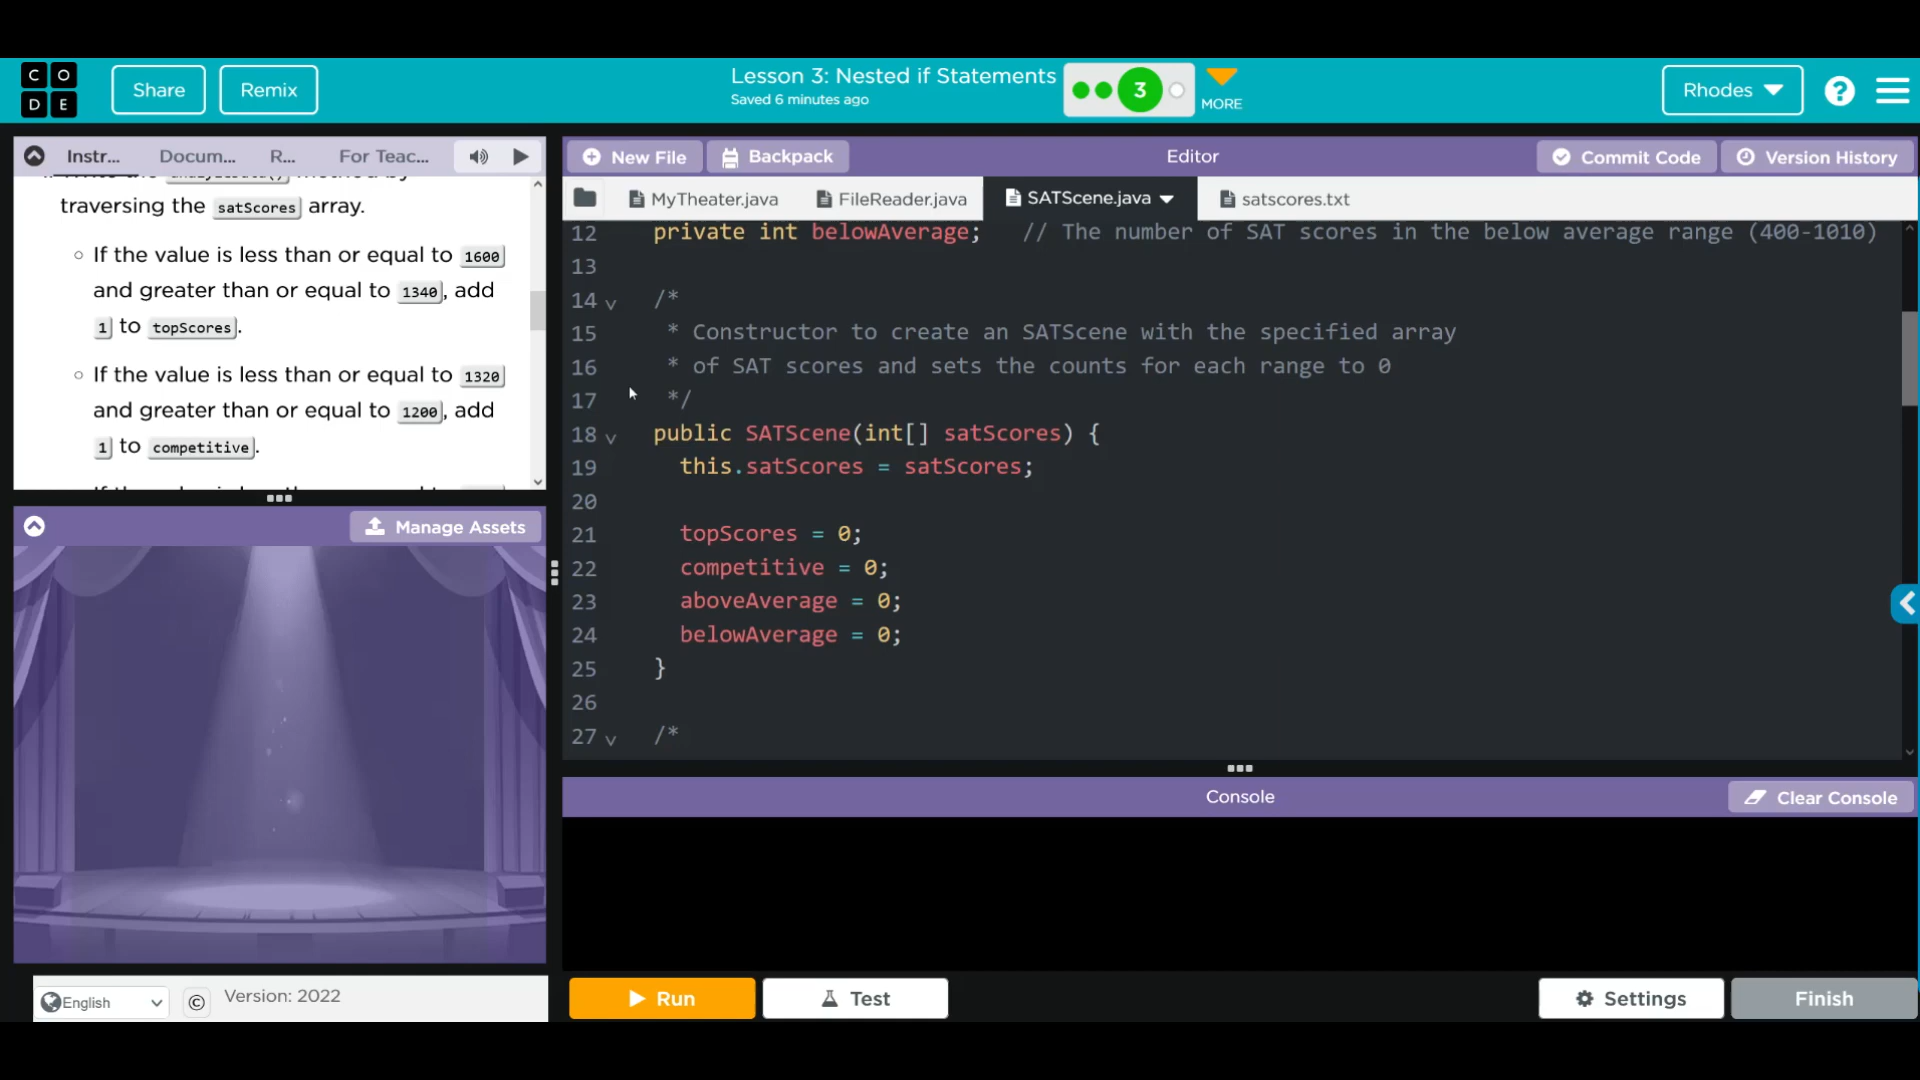 C O
D E
Share
Remix
Lesson 3: Nested if Statements
Saved 6 minutes ago
3
MORE
Rhodes
?
Instr...
Docum...
R...
For Teac...
New File
Backpack
Editor
Commit Code
Version History
MyTheater.java
FileReader.java
SATScene.java
satscores.txt
traversing the satScores array.
If the value is less than or equal to 1600
and greater than or equal to 1340, add
1 to topScores.
If the value is less than or equal to 1320
and greater than or equal to 1200, add
1 to competitive.
12 private int belowAverage; // The number of SAT scores in the below average range (400-1010)
13
14 /*
15 * Constructor to create an SATScene with the specified array
16 * of SAT scores and sets the counts for each range to 0
17 */
18 public SATScene(int[] satScores) {
19 this.satScores = satScores;
20
21 topScores = 0;
22 competitive = 0;
23 aboveAverage = 0;
24 belowAverage = 0;
25 }
26
27 /*
Manage Assets
Console
Clear Console
English
©
Version: 2022
Run
Test
Settings
Finish